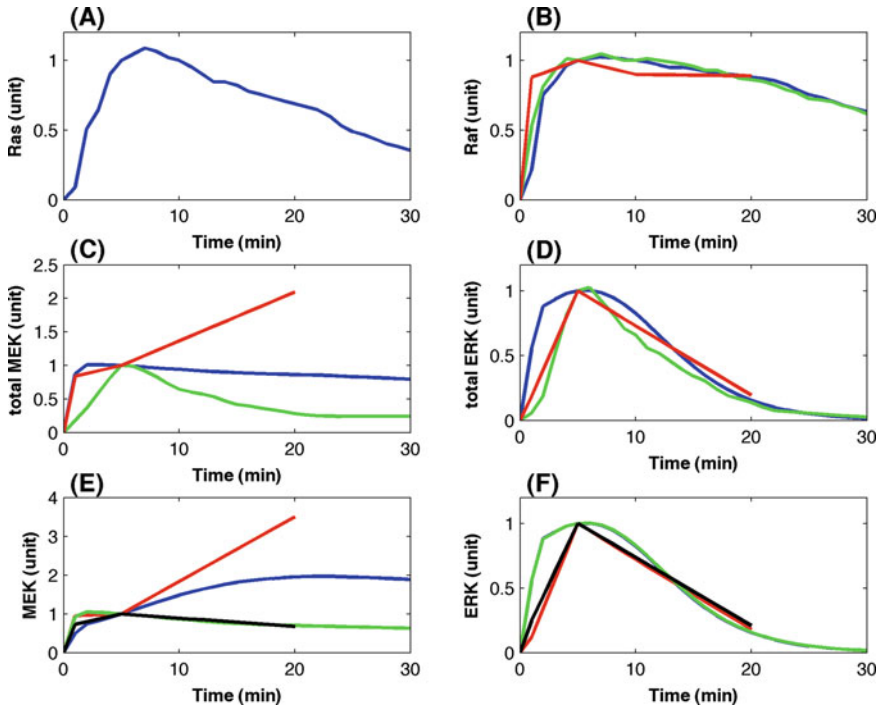 (A)
Ras (unit)
1
0.5
0
0
10
20
30
Time (min)
(B)
Raf (unit)
1
0.5
0
0
10
20
30
Time (min)
(C)
total MEK (unit)
2.5
2
1.5
1
0.5
0
0
10
20
30
Time (min)
(D)
total ERK (unit)
1
0.5
0
0
10
20
30
Time (min)
(E)
MEK (unit)
4
3
2
1
0
0
10
20
30
Time (min)
(F)
ERK (unit)
1
0.5
0
0
10
20
30
Time (min)